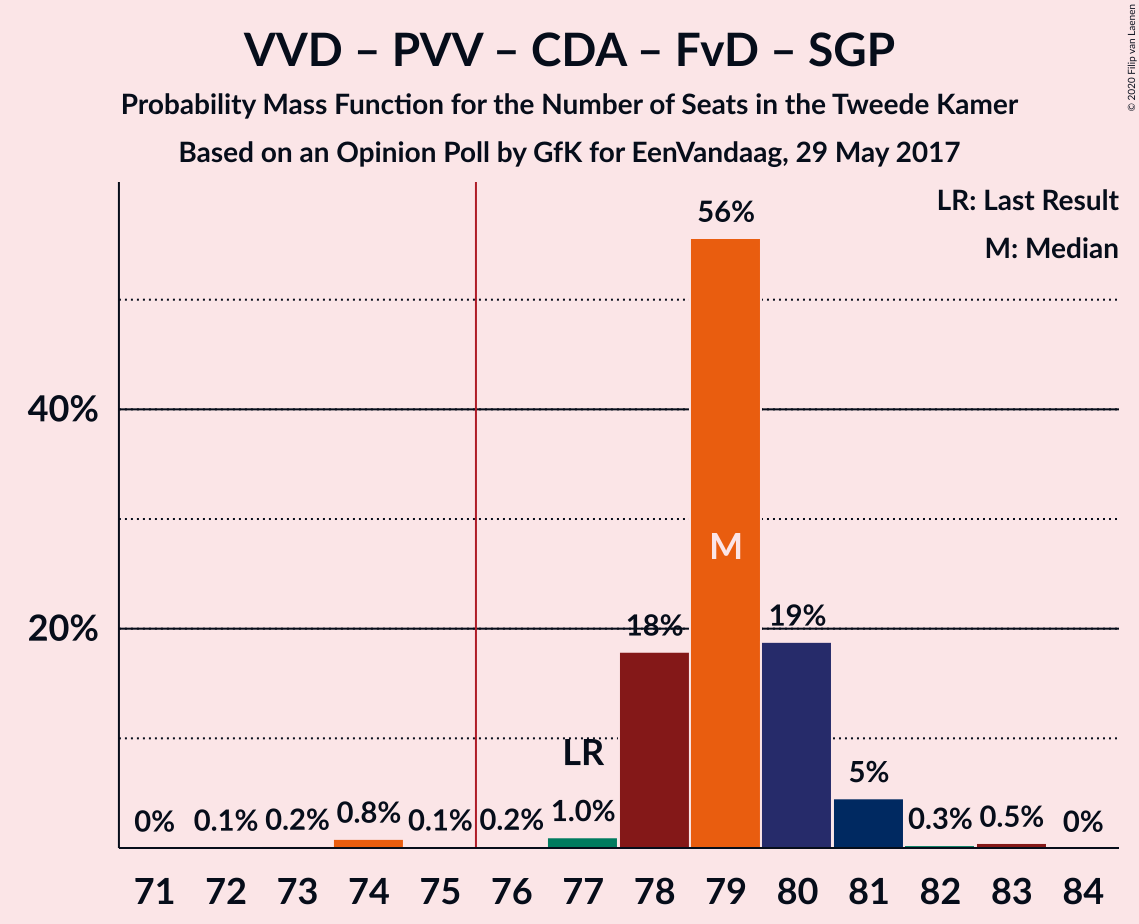 VVD – PVV – CDA – FvD – SGP
Probability Mass Function for the Number of Seats in the Tweede Kamer
Based on an Opinion Poll by GfK for EenVandaag, 29 May 2017
© 2020 Filip van Laenen
LR: Last Result
M: Median
56%
40%
M
20%
18%
19%
LR
5%
0%
0.1%
0.2%
0.8%
0.1%
0.2%
1.0%
0.3%
0.5%
0%
71 72 73 74 75 76 77 78 79 80 81 82 83 84